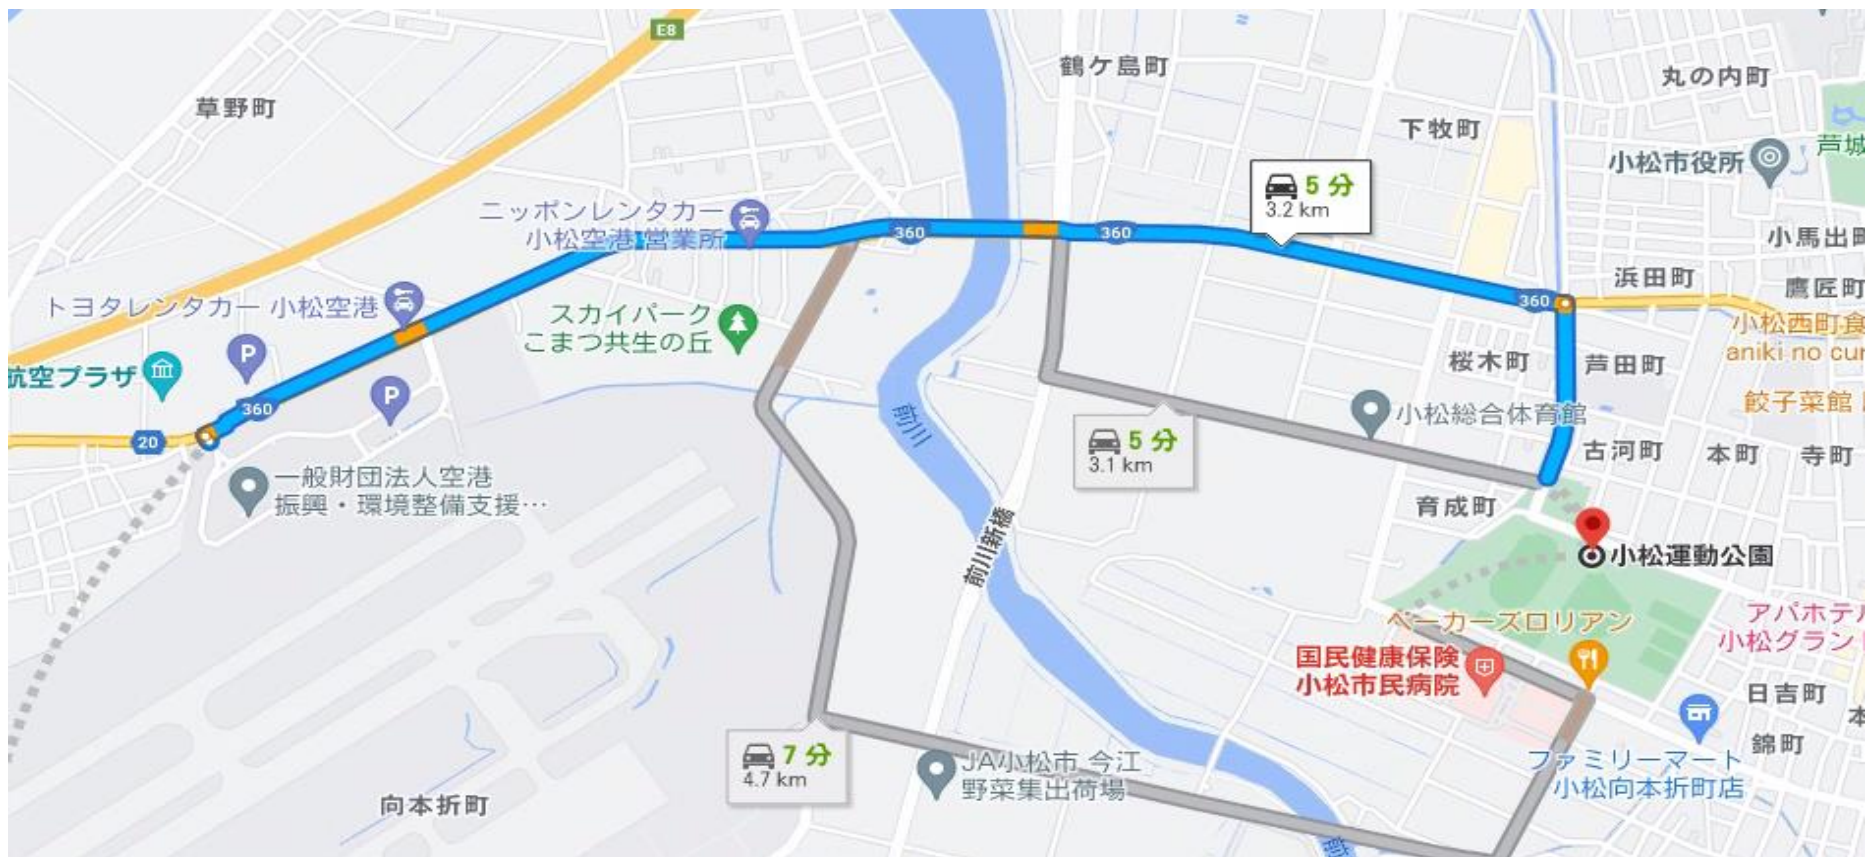 E8
鶴ケ島町
丸の内町
草野町
下牧町
芦城
小松市役所
5 分
3.2 km
ニッポンレンタカー
小松空港 営業所
360
360
小馬出町
浜田町
鷹匠町
トヨタレンタカー 小松空港
360
スカイパーク
こまつ共生の丘
小松西町食
aniki no cur
P
航空プラザ
桜木町
芦田町
P
餃子菜館
360
小松総合体育館
前川
20
5 分
3.1 km
古河町
本町
寺町
一般財団法人空港
振興・環境整備支援…
育成町
前川新橋
小松運動公園
アパホテル
小松グラント
ベーカーズロリアン
国民健康保険
小松市民病院
日吉町
本
錦町
7 分
4.7 km
JA小松市 今江
野菜集出荷場
ファミリーマート
小松向本折町店
向本折町
前